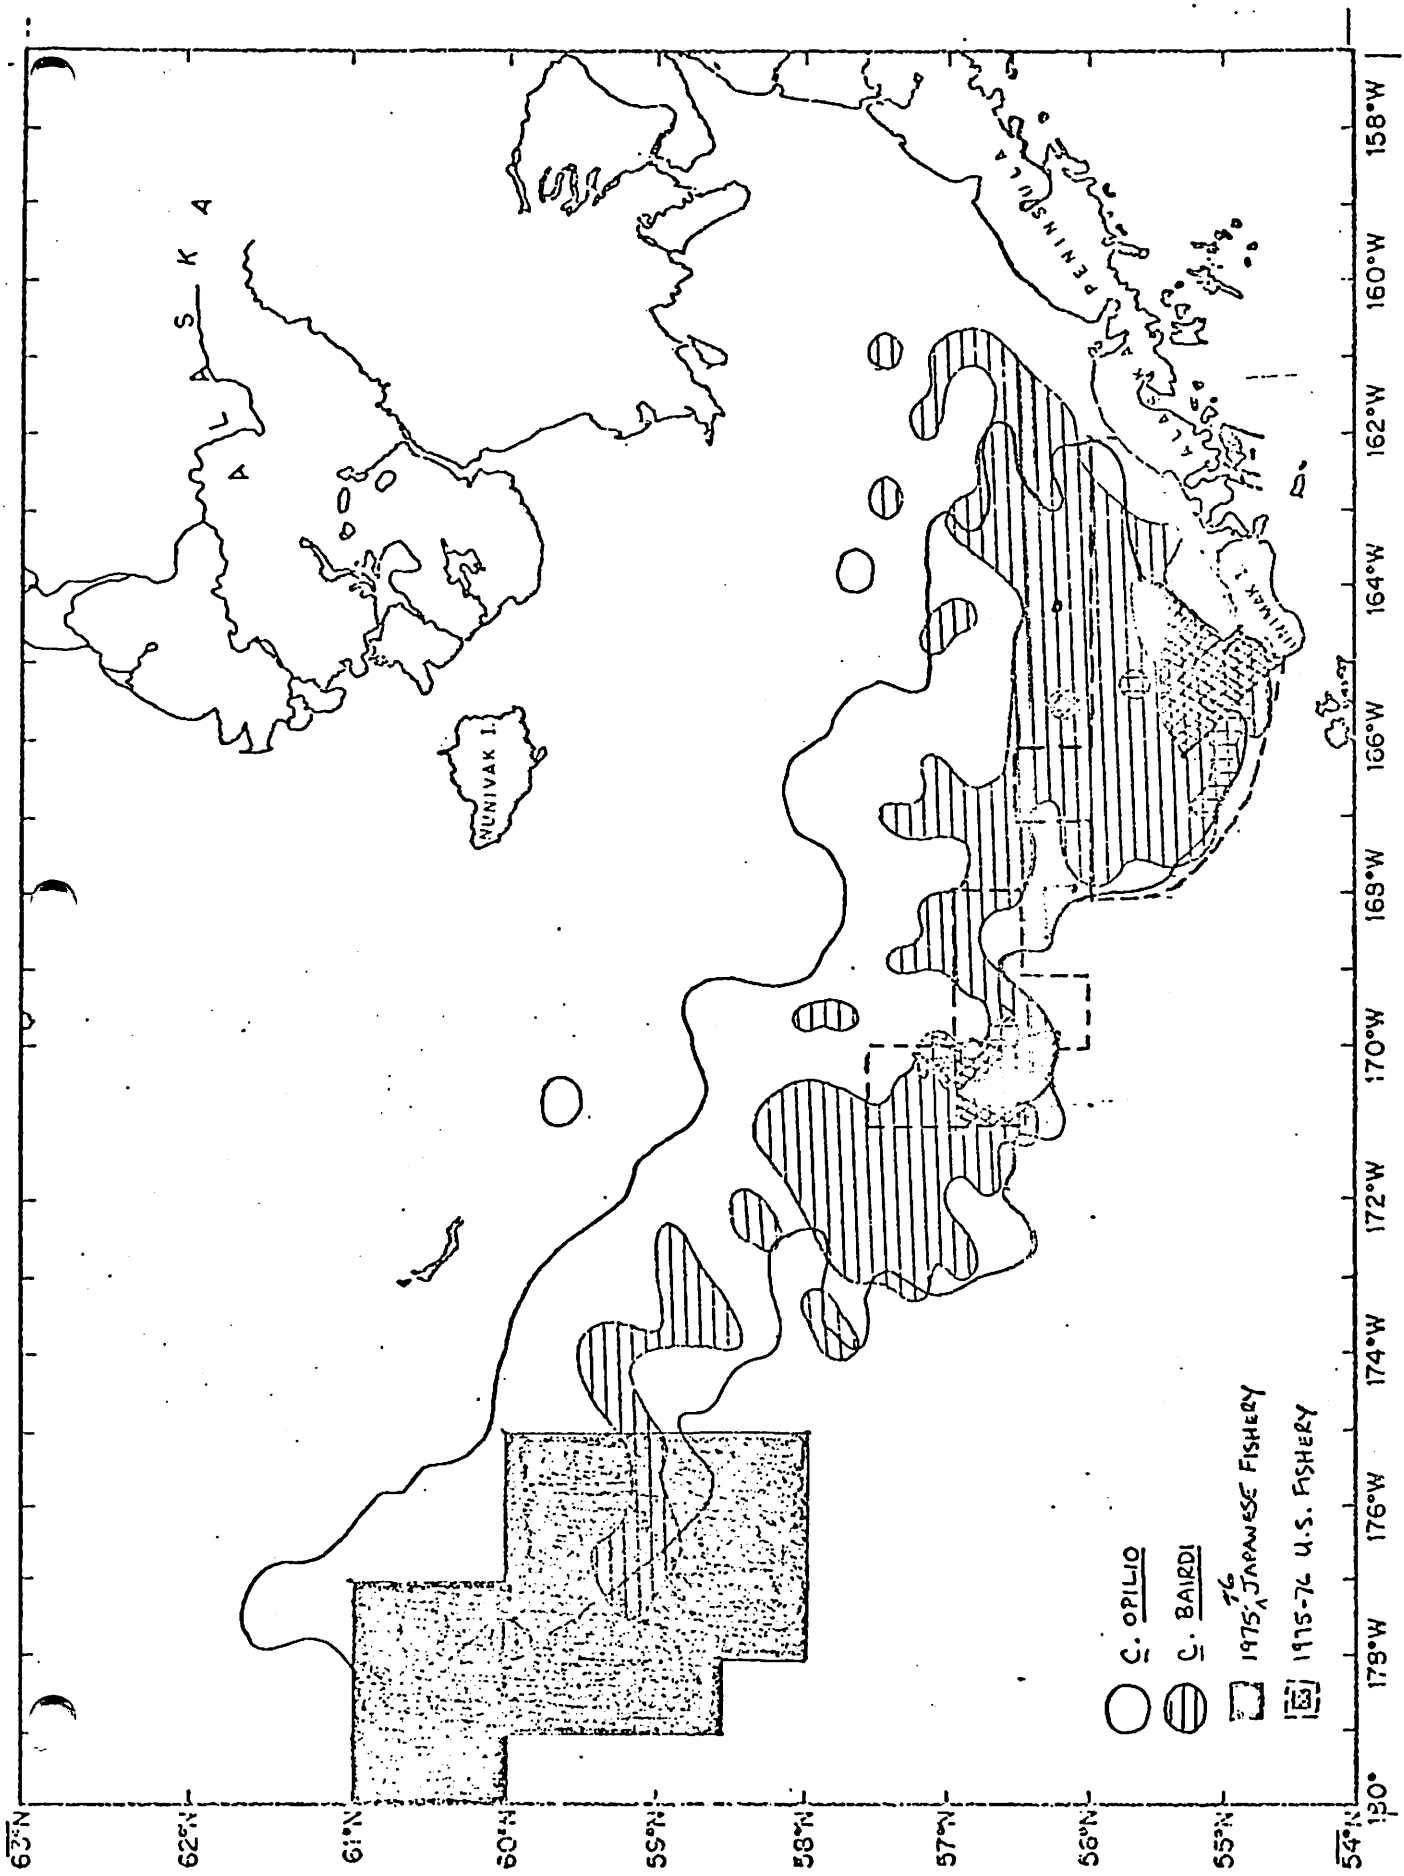 63°N
62°N
61°N
60°N
59°N
58°N
57°N
56°N
55°N
54°N
180°
178°W
176°W
174°W
172°W
170°W
168°W
166°W
164°W
162°W
160°W
158°W
A L A S K A
NUNIVAK I.
ALASKA PENINSULA
UNIMAK I.
C. OPILIO
C. BAIRDI
1975-76 JAPANESE FISHERY
1975-76 U.S. FISHERY